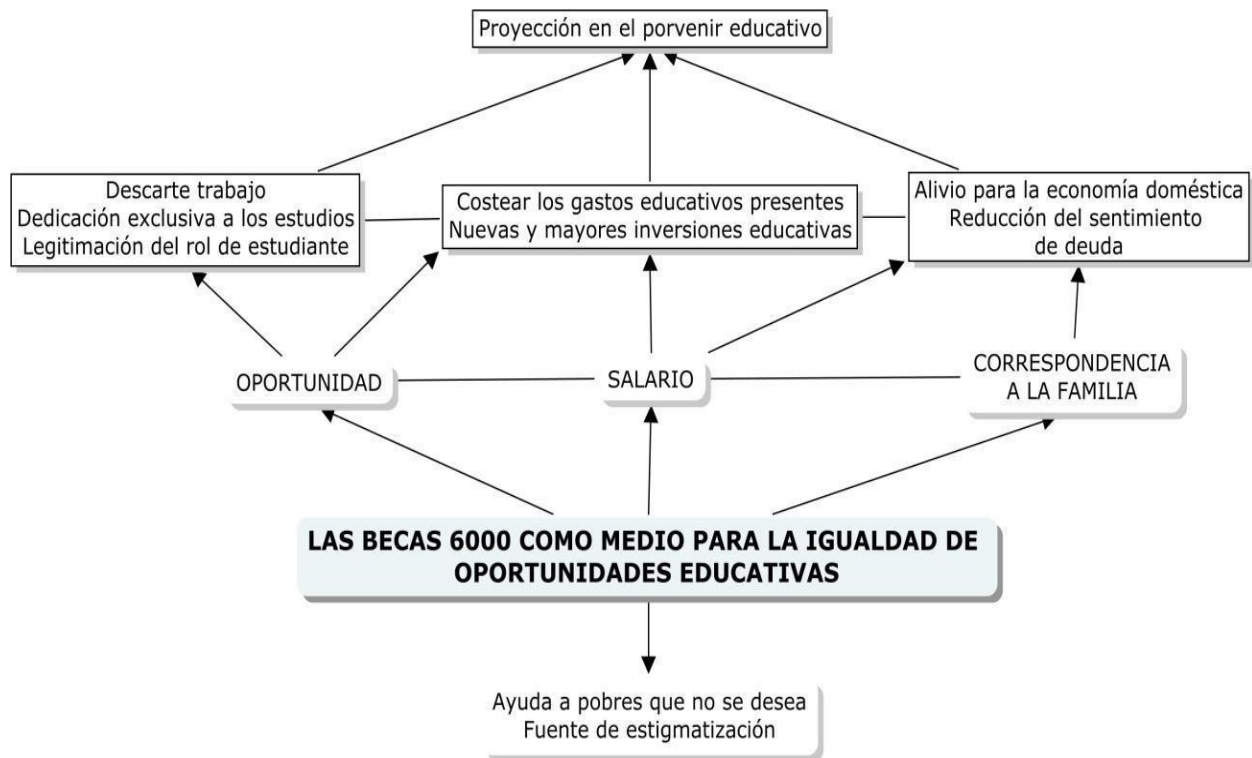 Proyección en el porvenir educativo
Descarte trabajo
Dedicación exclusiva a los estudios
Legitimación del rol de estudiante
Costear los gastos educativos presentes
Nuevas y mayores inversiones educativas
Alivio para la economía doméstica
Reducción del sentimiento
de deuda
OPORTUNIDAD
SALARIO
CORRESPONDENCIA
A LA FAMILIA
LAS BECAS 6000 COMO MEDIO PARA LA IGUALDAD DE
OPORTUNIDADES EDUCATIVAS
Ayuda a pobres que no se desea
Fuente de estigmatización